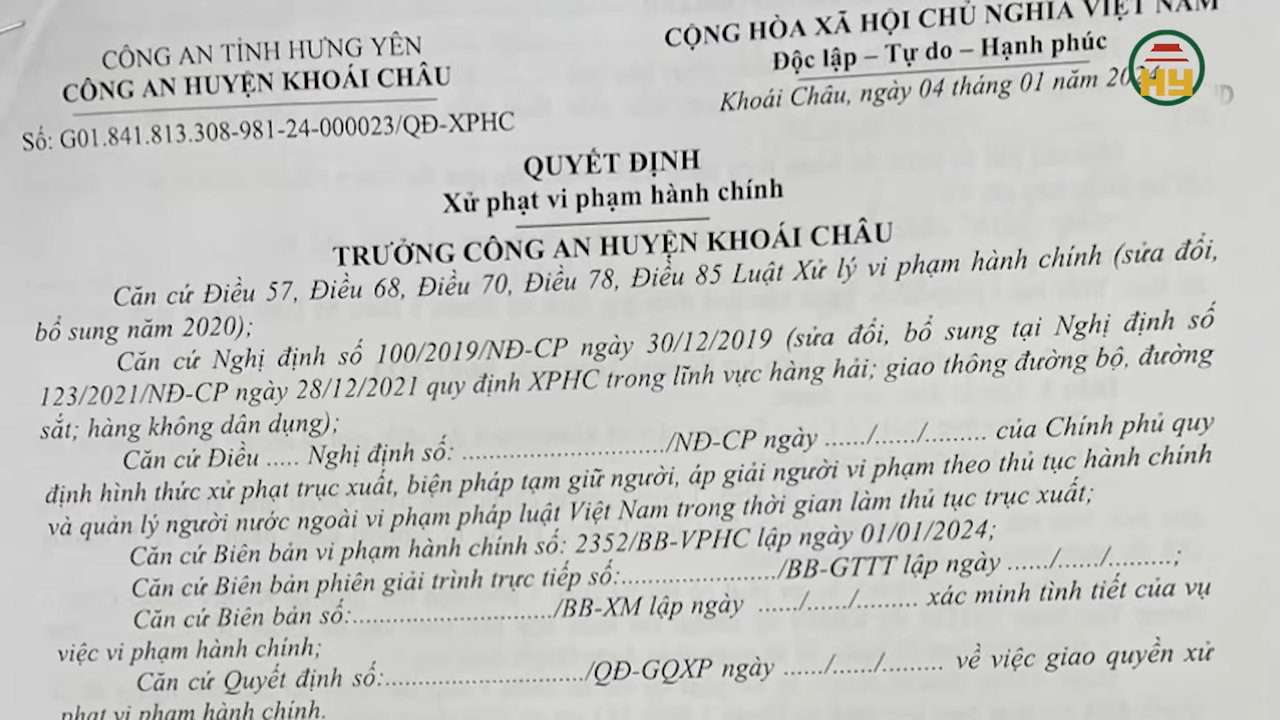 CÔNG AN TỈNH HƯNG YÊN
CÔNG AN HUYỆN KHOÁI CHÂU
Số: G01.841.813.308-981-24-000023/QĐ-XPHC
CỘNG HÒA XÃ HỘI CHỦ NGHĨA VIỆT NAM
Độc lập – Tự do – Hạnh phúc
Khoái Châu, ngày 04 tháng 01 năm 2024
HY
QUYẾT ĐỊNH
Xử phạt vi phạm hành chính
TRƯỞNG CÔNG AN HUYỆN KHOÁI CHÂU
Căn cứ Điều 57, Điều 68, Điều 70, Điều 78, Điều 85 Luật Xử lý vi phạm hành chính (sửa đổi,
bổ sung năm 2020);
Căn cứ Nghị định số 100/2019/NĐ-CP ngày 30/12/2019 (sửa đổi, bổ sung tại Nghị định số
123/2021/NĐ-CP ngày 28/12/2021 quy định XPHC trong lĩnh vực hàng hải; giao thông đường bộ, đường
sắt; hàng không dân dụng);
Căn cứ Điều ..... Nghị định số: ............................/NĐ-CP ngày ....../....../......... của Chính phủ quy
định hình thức xử phạt trục xuất, biện pháp tạm giữ người, áp giải người vi phạm theo thủ tục hành chính
và quản lý người nước ngoài vi phạm pháp luật Việt Nam trong thời gian làm thủ tục trục xuất;
Căn cứ Biên bản vi phạm hành chính số: 2352/BB-VPHC lập ngày 01/01/2024;
Căn cứ Biên bản phiên giải trình trực tiếp số:....................../BB-GTTT lập ngày ....../....../.........;
Căn cứ Biên bản số:............................/BB-XM lập ngày ....../....../......... xác minh tình tiết của vụ
việc vi phạm hành chính;
Căn cứ Quyết định số:............................/QĐ-GQXP ngày ....../....../......... về việc giao quyền xử
phạt vi phạm hành chính.